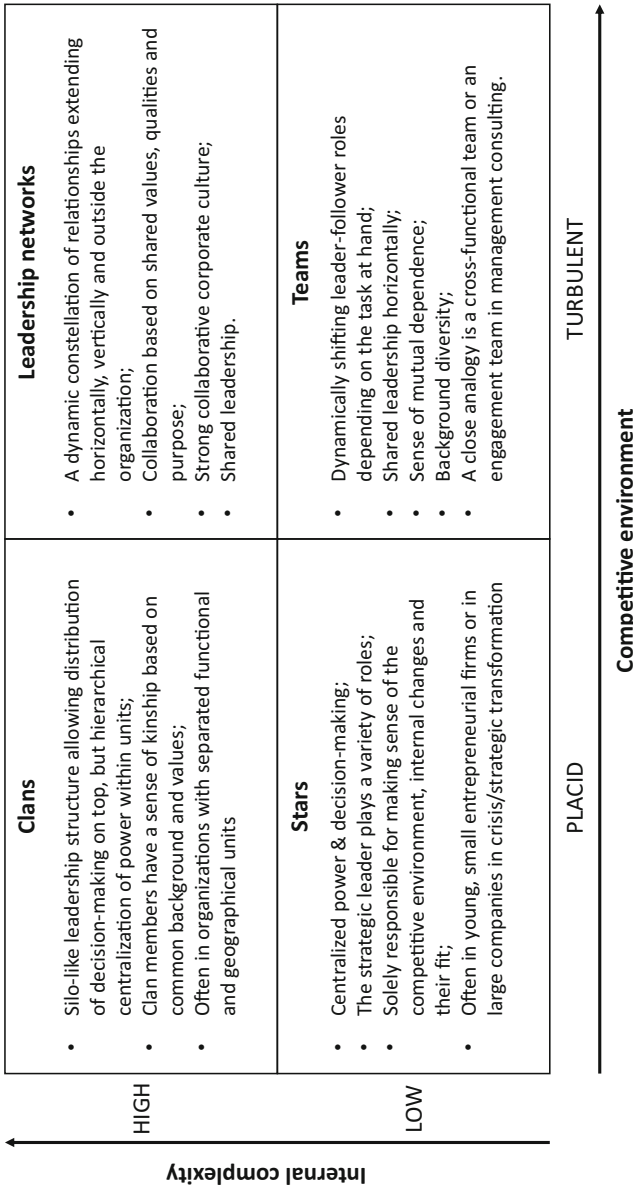 Clans
• Silo-like leadership structure allowing distribution
of decision-making on top, but hierarchical
centralization of power within units;
• Clan members have a sense of kinship based on
common background and values;
• Often in organizations with separated functional
and geographical units
Leadership networks
• A dynamic constellation of relationships extending
horizontally, vertically and outside the
organization;
• Collaboration based on shared values, qualities and
purpose;
• Strong collaborative corporate culture;
• Shared leadership.
Stars
• Centralized power & decision-making;
• The strategic leader plays a variety of roles;
• Solely responsible for making sense of the
competitive environment, internal changes and
their fit;
• Often in young, small entrepreneurial firms or in
large companies in crisis/strategic transformation
Teams
• Dynamically shifting leader-follower roles
depending on the task at hand;
• Shared leadership horizontally;
• Sense of mutual dependence;
• Background diversity;
• A close analogy is a cross-functional team or an
engagement team in management consulting.
HIGH
LOW
Internal complexity
PLACID
TURBULENT
Competitive environment